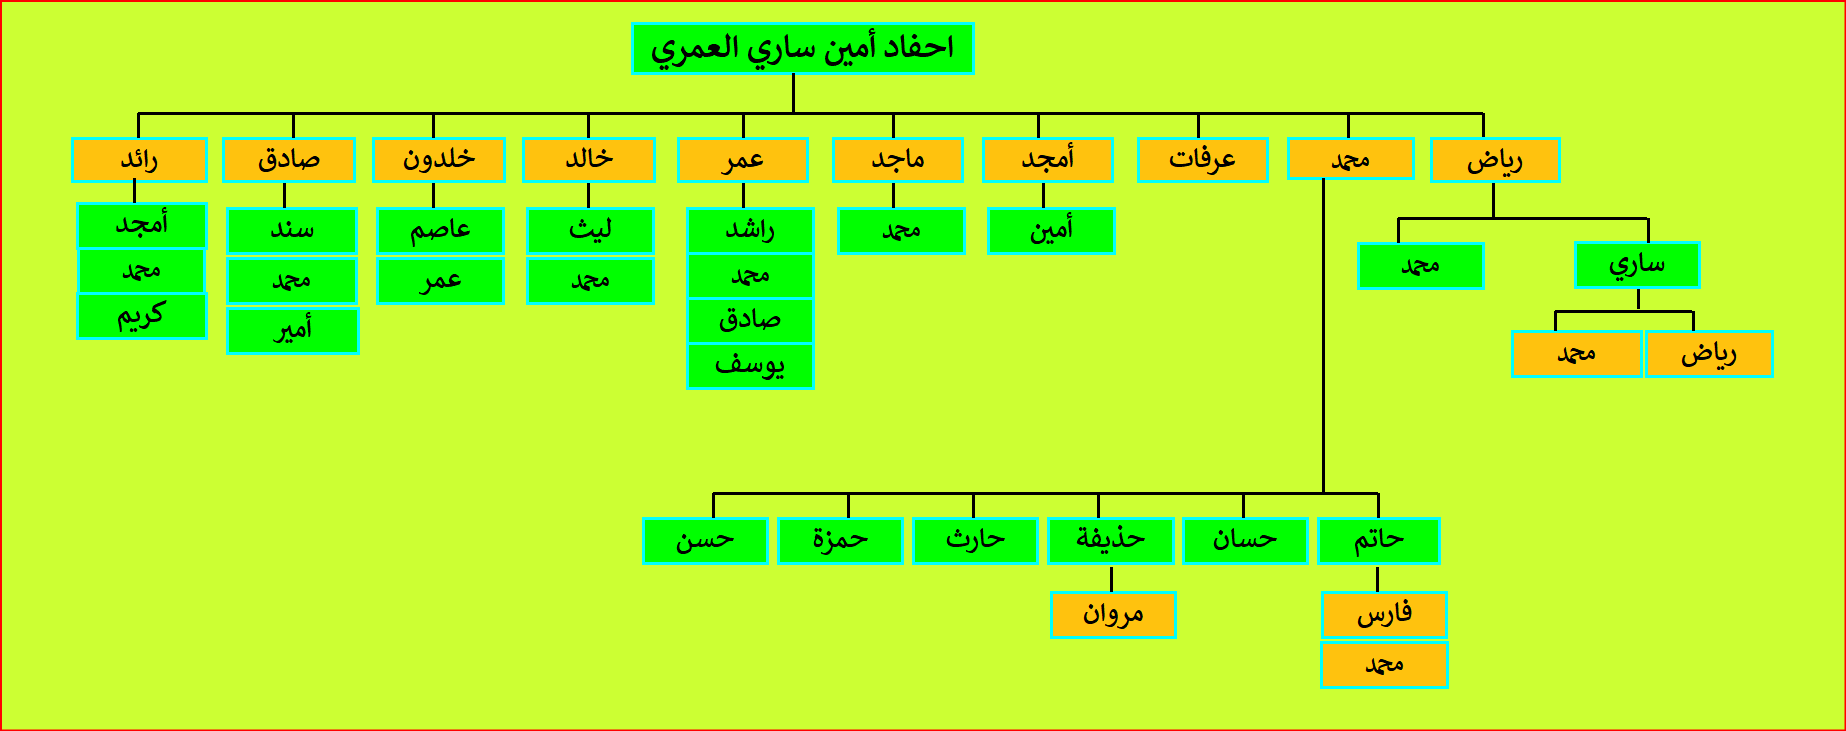 احفاد أمين ساري العمري
رياض
محمد
عرفات
أمجد
ماجد
عمر
خالد
خلدون
صادق
رائد
ساري
محمد
أمين
محمد
راشد
ليث
عاصم
سند
أمجد
محمد
محمد
عمر
محمد
محمد
صادق
أمير
كريم
رياض
محمد
يوسف
حاتم
حسان
حذيفة
حارث
حمزة
حسن
فارس
مروان
محمد